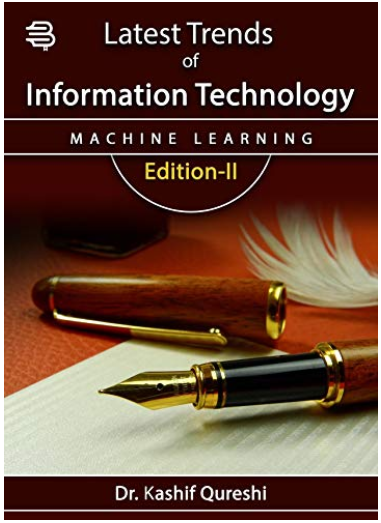 Latest Trends
of
Information Technology
MACHINE LEARNING
Edition-II
Dr. Kashif Qureshi